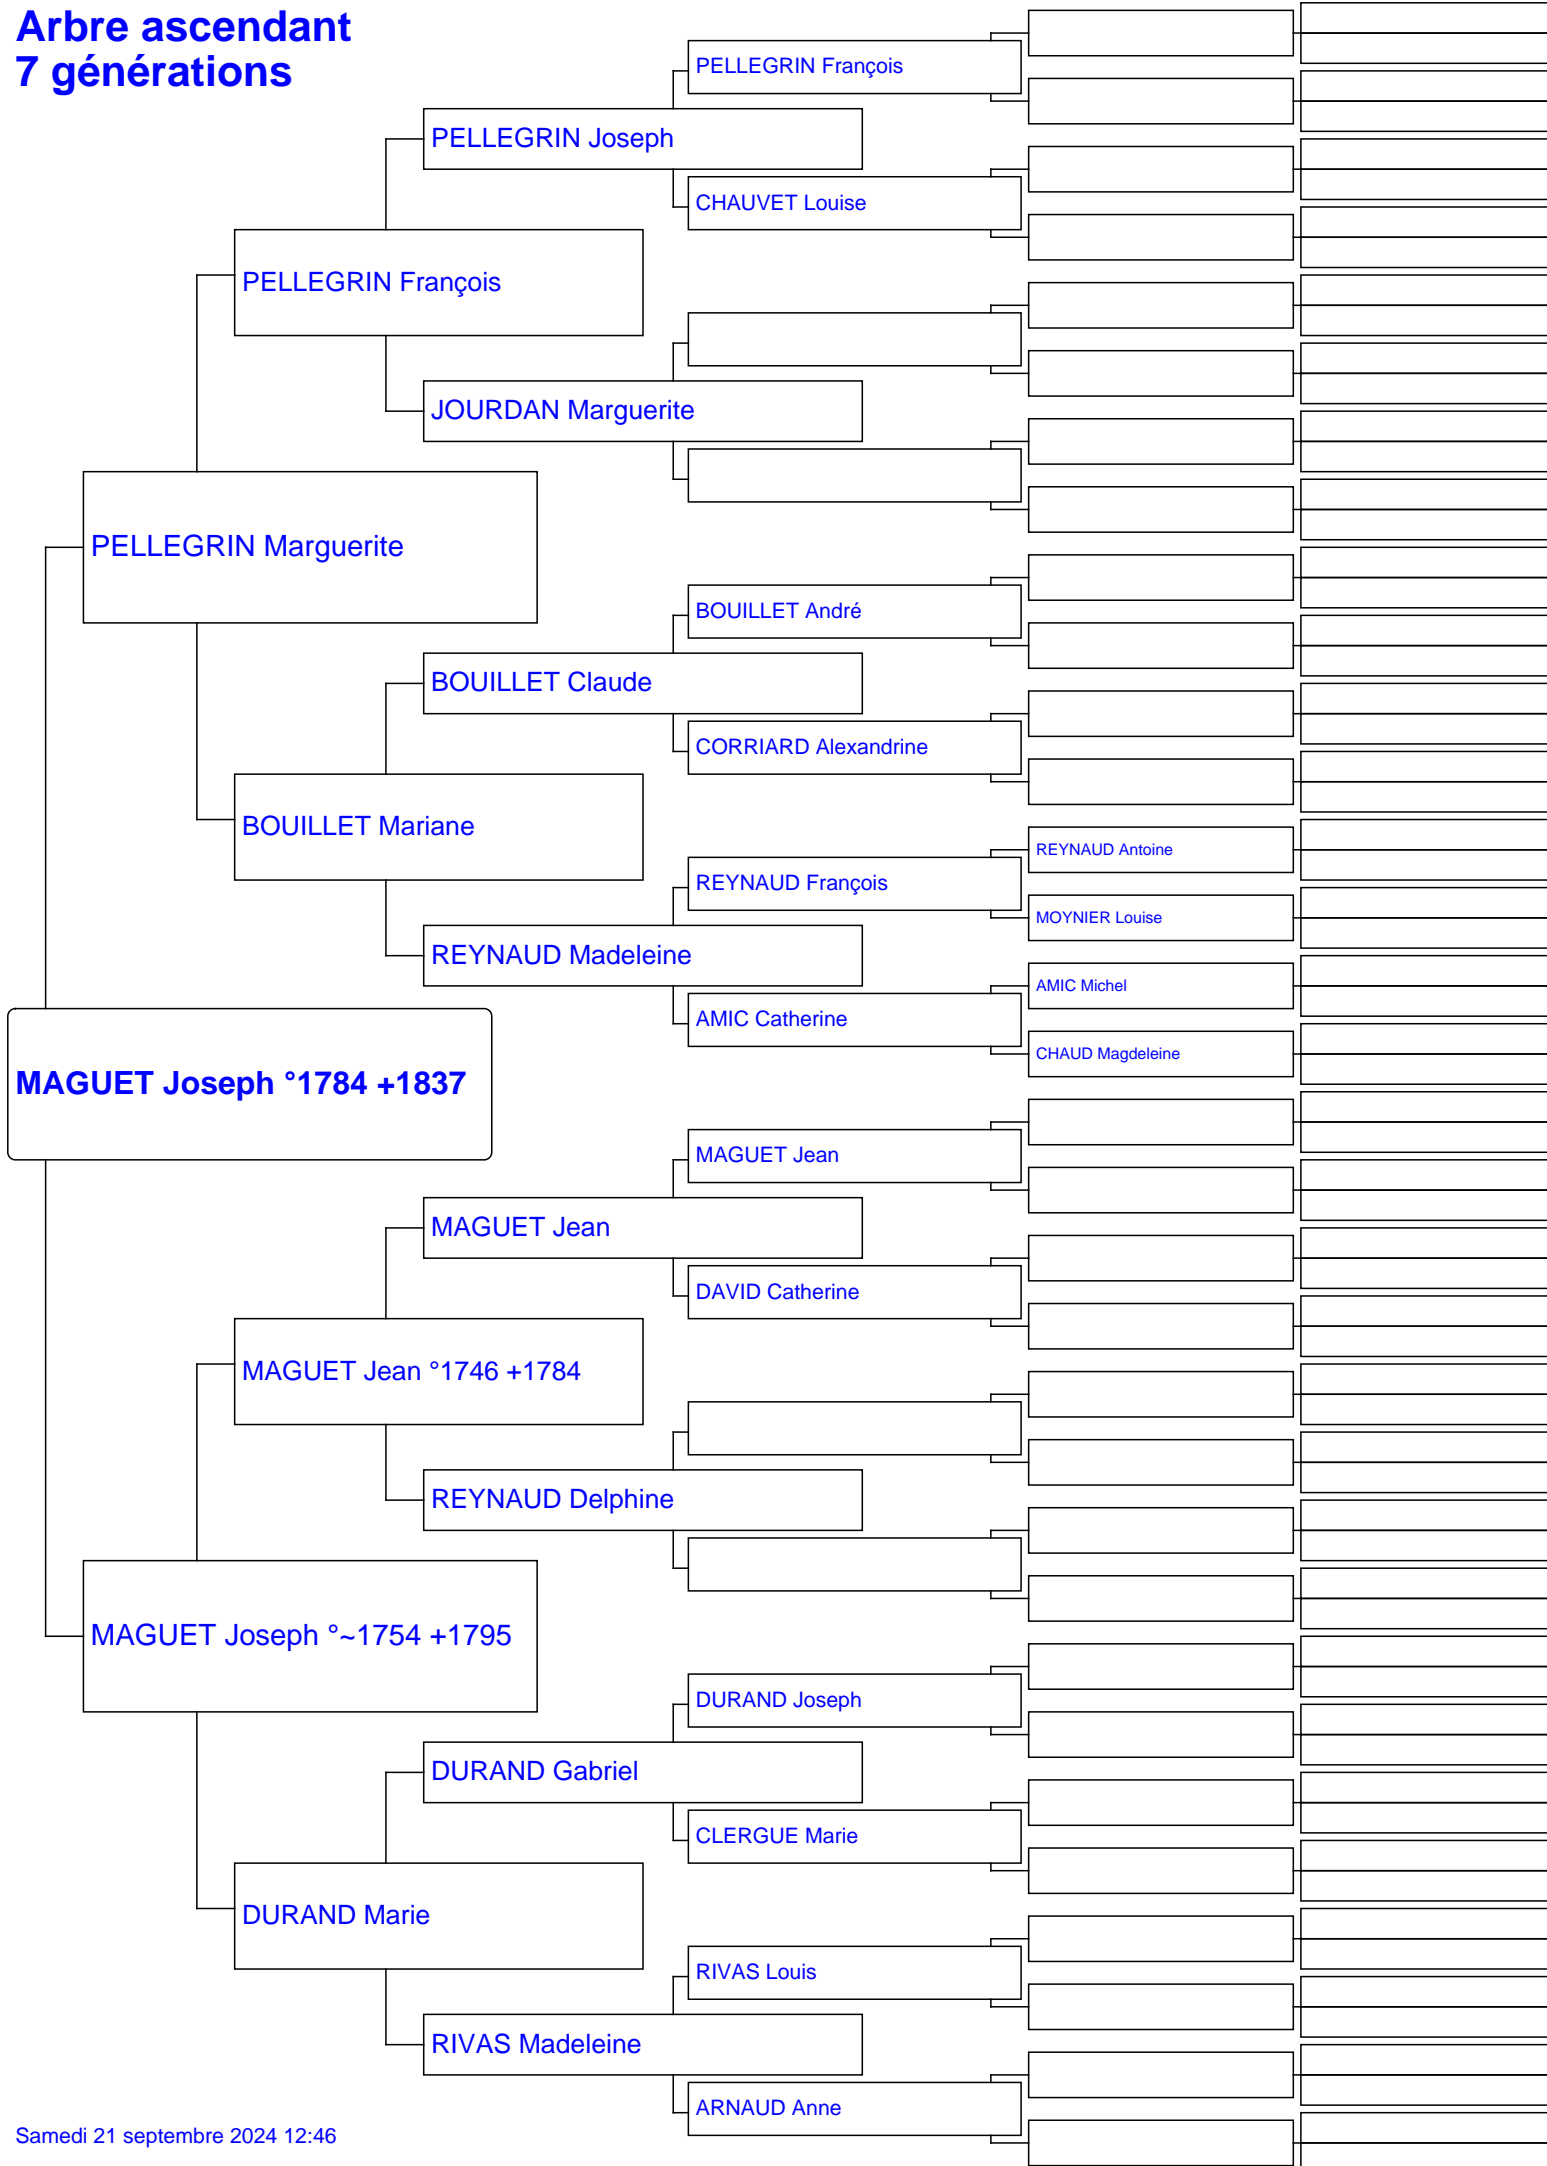 Arbre ascendant
7 générations
PELLEGRIN François
PELLEGRIN Joseph
CHAUVET Louise
PELLEGRIN François
JOURDAN Marguerite
PELLEGRIN Marguerite
BOUILLET André
BOUILLET Claude
CORRIARD Alexandrine
BOUILLET Mariane
REYNAUD Antoine
REYNAUD François
MOYNIER Louise
REYNAUD Madeleine
AMIC Michel
AMIC Catherine
CHAUD Magdeleine
MAGUET Joseph °1784 +1837
MAGUET Jean
MAGUET Jean
DAVID Catherine
MAGUET Jean °1746 +1784
REYNAUD Delphine
MAGUET Joseph °~1754 +1795
DURAND Joseph
DURAND Gabriel
CLERGUE Marie
DURAND Marie
RIVAS Louis
RIVAS Madeleine
ARNAUD Anne
Samedi 21 septembre 2024 12:46